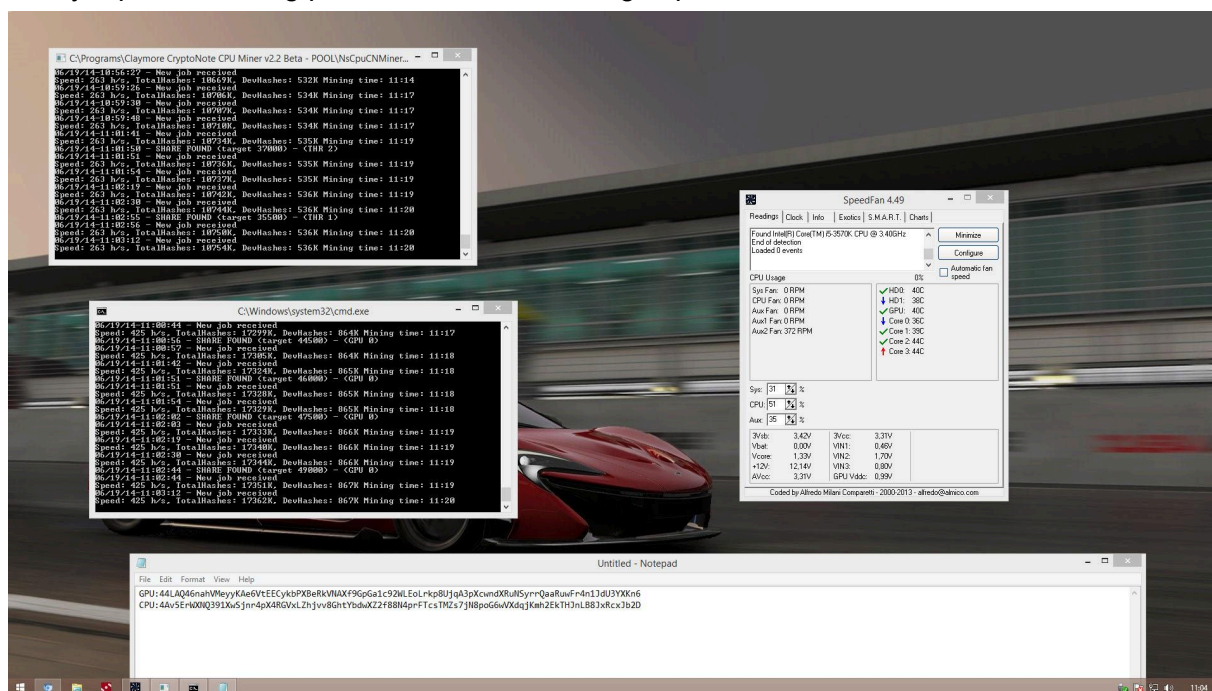 C:\Programs\Claymore CryptoNote CPU Miner v2.2 Beta - POOL\NsCpuCNMiner...
06/19/14-10:56:27 - New job received
Speed: 263 h/s, TotalHashes: 10669K, DevHashes: 532K Mining time: 11:14
06/19/14-10:59:26 - New job received
Speed: 263 h/s, TotalHashes: 10706K, DevHashes: 534K Mining time: 11:17
06/19/14-10:59:30 - New job received
Speed: 263 h/s, TotalHashes: 10707K, DevHashes: 534K Mining time: 11:17
06/19/14-10:59:48 - New job received
Speed: 263 h/s, TotalHashes: 10710K, DevHashes: 534K Mining time: 11:17
06/19/14-11:01:41 - New job received
Speed: 263 h/s, TotalHashes: 10734K, DevHashes: 535K Mining time: 11:19
06/19/14-11:01:50 - SHARE FOUND (target 37000) - (THR 2)
06/19/14-11:01:51 - New job received
Speed: 263 h/s, TotalHashes: 10736K, DevHashes: 535K Mining time: 11:19
06/19/14-11:01:54 - New job received
Speed: 263 h/s, TotalHashes: 10737K, DevHashes: 535K Mining time: 11:19
06/19/14-11:02:19 - New job received
Speed: 263 h/s, TotalHashes: 10742K, DevHashes: 536K Mining time: 11:19
06/19/14-11:02:30 - New job received
Speed: 263 h/s, TotalHashes: 10744K, DevHashes: 536K Mining time: 11:20
06/19/14-11:02:55 - SHARE FOUND (target 35500) - (THR 1)
06/19/14-11:02:56 - New job received
Speed: 263 h/s, TotalHashes: 10750K, DevHashes: 536K Mining time: 11:20
06/19/14-11:03:12 - New job received
Speed: 263 h/s, TotalHashes: 10754K, DevHashes: 536K Mining time: 11:20
SpeedFan 4.49
Readings Clock Info Exotics S.M.A.R.T. Charts
Found Intel(R) Core(TM) i5-3570K CPU @ 3.40GHz
End of detection
Loaded 0 events
Minimize
Configure
Automatic fan speed
CPU Usage 0%
Sys Fan: 0 RPM
CPU Fan: 0 RPM
Aux Fan: 0 RPM
Aux1 Fan: 0 RPM
Aux2 Fan: 372 RPM
HD0: 40C
HD1: 38C
GPU: 40C
Core 0: 36C
Core 1: 39C
Core 2: 44C
Core 3: 44C
Sys: 31 %
CPU: 51 %
Aux: 35 %
3Vsb: 3,42V 3Vcc: 3,31V
Vbat: 0,00V VIN1: 0,46V
Vcore: 1,33V VIN2: 1,70V
+12V: 12,14V VIN3: 0,80V
AVcc: 3,31V GPU Vddc: 0,99V
Coded by Alfredo Milani Comparetti - 2000-2013 - alfredo@almico.com
C:\Windows\system32\cmd.exe
06/19/14-11:00:44 - New job received
Speed: 425 h/s, TotalHashes: 17299K, DevHashes: 864K Mining time: 11:17
06/19/14-11:00:56 - SHARE FOUND (target 44500) - (GPU 0)
06/19/14-11:00:57 - New job received
Speed: 425 h/s, TotalHashes: 17305K, DevHashes: 864K Mining time: 11:18
06/19/14-11:01:42 - New job received
Speed: 425 h/s, TotalHashes: 17324K, DevHashes: 865K Mining time: 11:18
06/19/14-11:01:51 - SHARE FOUND (target 46000) - (GPU 0)
06/19/14-11:01:51 - New job received
Speed: 425 h/s, TotalHashes: 17328K, DevHashes: 865K Mining time: 11:18
06/19/14-11:01:54 - New job received
Speed: 425 h/s, TotalHashes: 17329K, DevHashes: 865K Mining time: 11:18
06/19/14-11:02:02 - SHARE FOUND (target 47500) - (GPU 0)
06/19/14-11:02:03 - New job received
Speed: 425 h/s, TotalHashes: 17333K, DevHashes: 866K Mining time: 11:19
06/19/14-11:02:19 - New job received
Speed: 425 h/s, TotalHashes: 17340K, DevHashes: 866K Mining time: 11:19
06/19/14-11:02:30 - New job received
Speed: 425 h/s, TotalHashes: 17344K, DevHashes: 866K Mining time: 11:19
06/19/14-11:02:44 - SHARE FOUND (target 49000) - (GPU 0)
06/19/14-11:02:44 - New job received
Speed: 425 h/s, TotalHashes: 17351K, DevHashes: 867K Mining time: 11:19
06/19/14-11:03:12 - New job received
Speed: 425 h/s, TotalHashes: 17362K, DevHashes: 867K Mining time: 11:20
Untitled - Notepad
File Edit Format View Help
GPU:44LAQ46nahVMeyyKAe6VtEECykbPXBeRkVNAXf9GpGa1c92WLEoLrkp8UjqA3pXcwndXRuNSyrrQaaRuwFr4n1JdU3YXKn6
CPU:4Av5ErWXNQ391XwSjnr4pX4RGVxLZhjvv8GhtYbdwXZ2f88N4prFTcsTMZs7jN8poG6wVXdqjKmh2EkTHJnLB8JxRcxJb2D
11:04